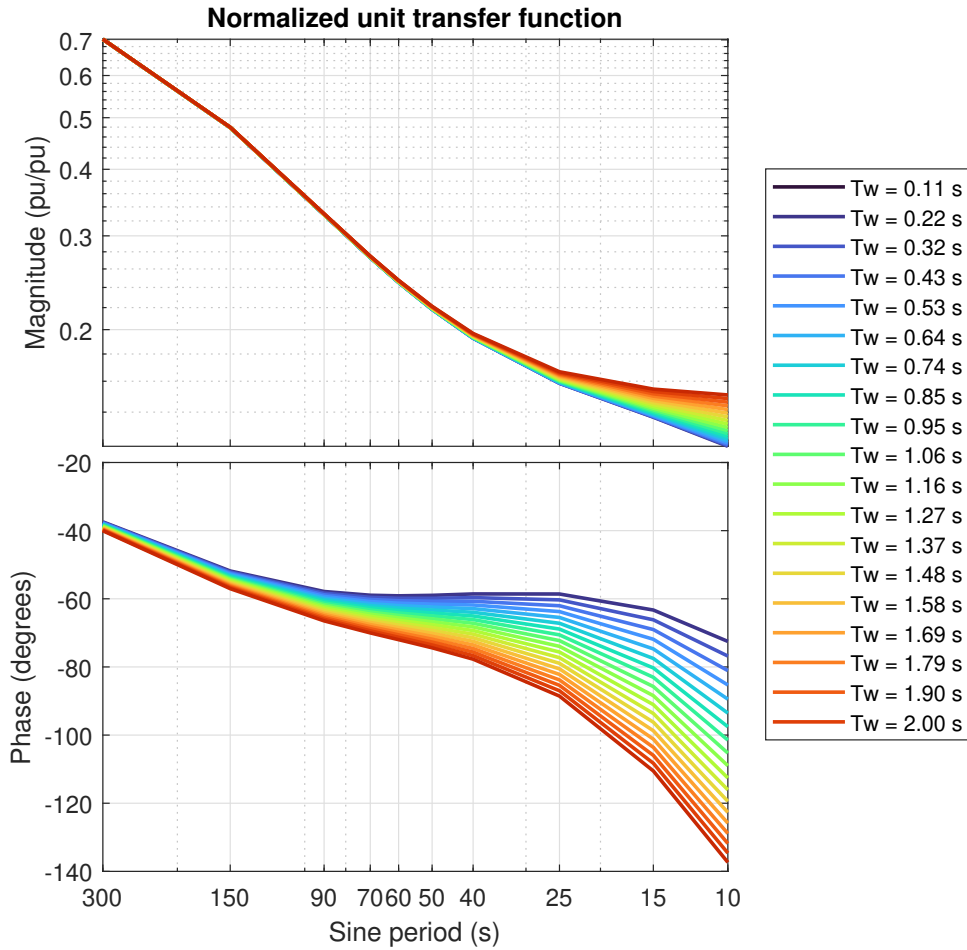 Normalized unit transfer function
Magnitude (pu/pu)
0.7
0.6
0.5
0.4
0.3
0.2
Phase (degrees)
-20
-40
-60
-80
-100
-120
-140
300 150 90 70 60 50 40 25 15 10
Sine period (s)
Tw = 0.11 s
Tw = 0.22 s
Tw = 0.32 s
Tw = 0.43 s
Tw = 0.53 s
Tw = 0.64 s
Tw = 0.74 s
Tw = 0.85 s
Tw = 0.95 s
Tw = 1.06 s
Tw = 1.16 s
Tw = 1.27 s
Tw = 1.37 s
Tw = 1.48 s
Tw = 1.58 s
Tw = 1.69 s
Tw = 1.79 s
Tw = 1.90 s
Tw = 2.00 s